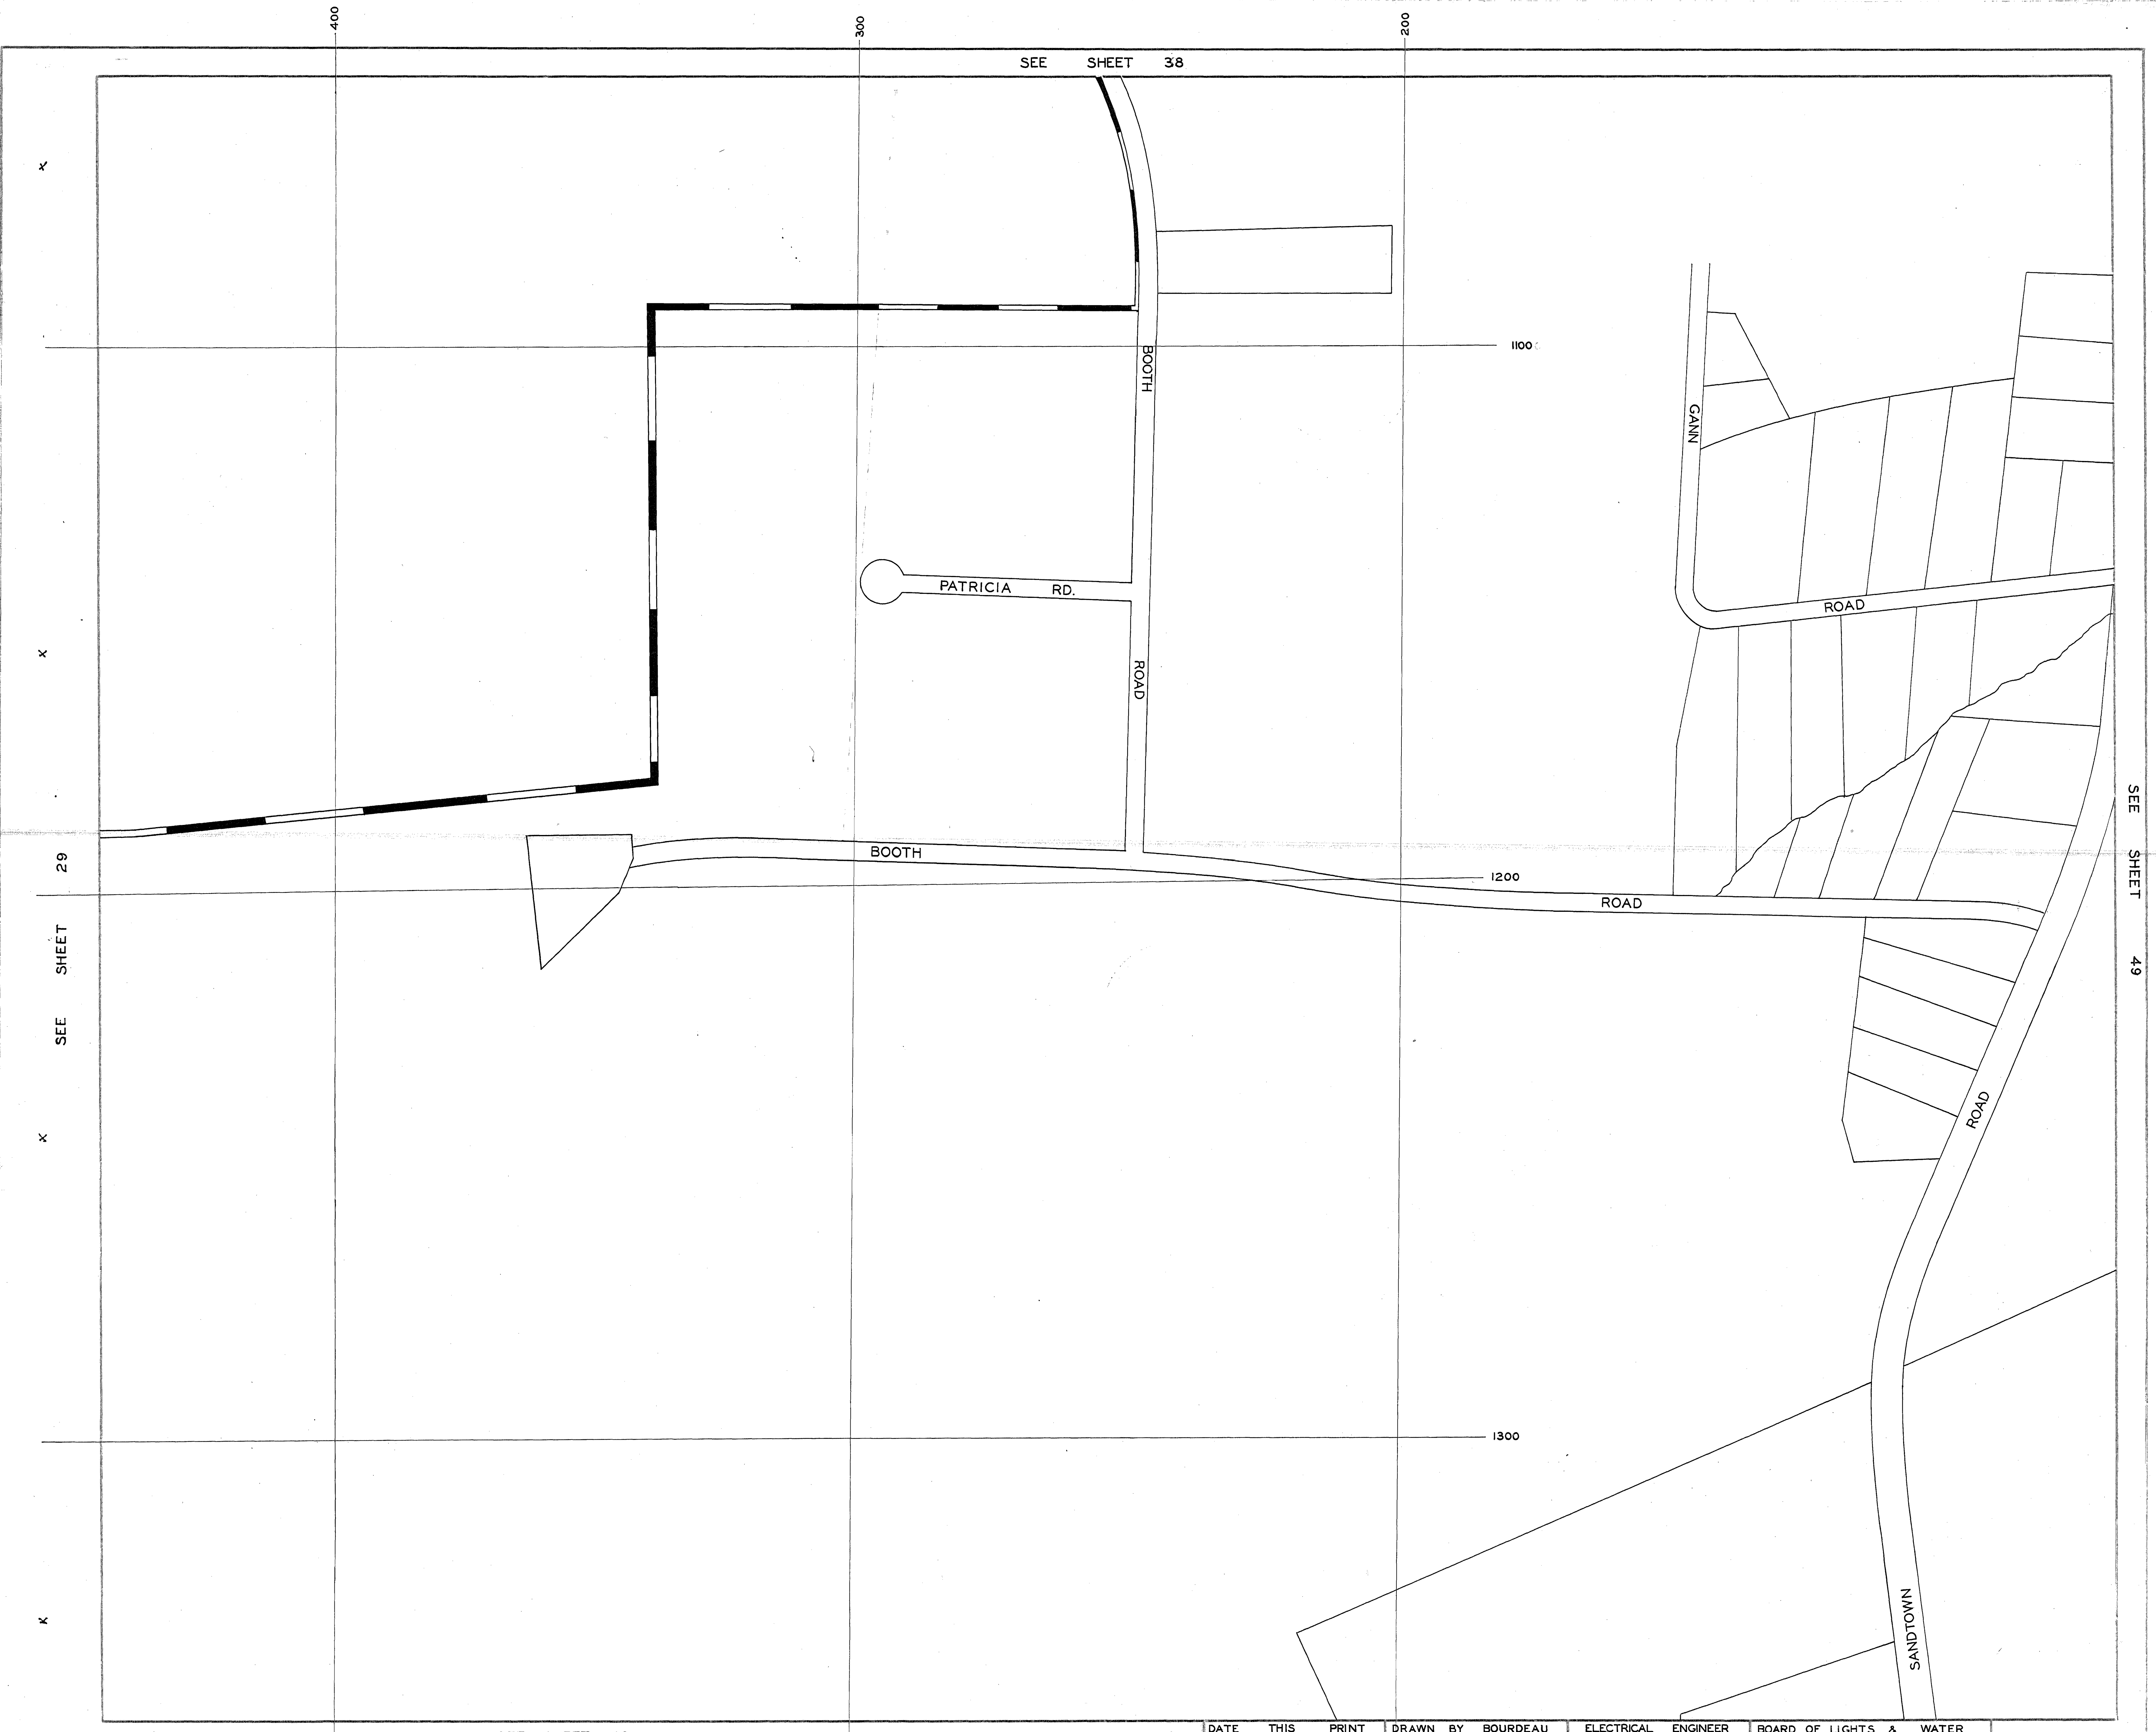 400
300
200
SEE SHEET 38
1100
BOOTH
GANN
PATRICIA RD.
ROAD
ROAD
SEE SHEET 49
SEE SHEET 29
BOOTH
1200
ROAD
ROAD
1300
SANDTOWN
DATE THIS PRINT
DRAWN BY BOURDEAU
ELECTRICAL ENGINEER
BOARD OF LIGHTS & WATER